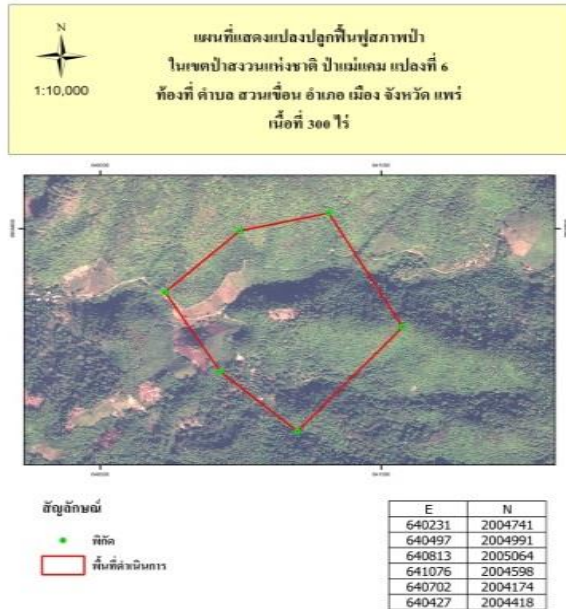 N
1:10,000
แผนที่แสดงแปลงปลูกฟื้นฟูสภาพป่า
ในเขตป่าสงวนแห่งชาติ ป่าแม่แคม แปลงที่ 6
ท้องที่ ตำบล สวนเขื่อน อำเภอ เมือง จังหวัด แพร่
เนื้อที่ 300 ไร่
สัญลักษณ์
พิกัด
พื้นที่ดำเนินการ
E N
640231 2004741
640497 2004991
640813 2005064
641076 2004598
640702 2004174
640427 2004418